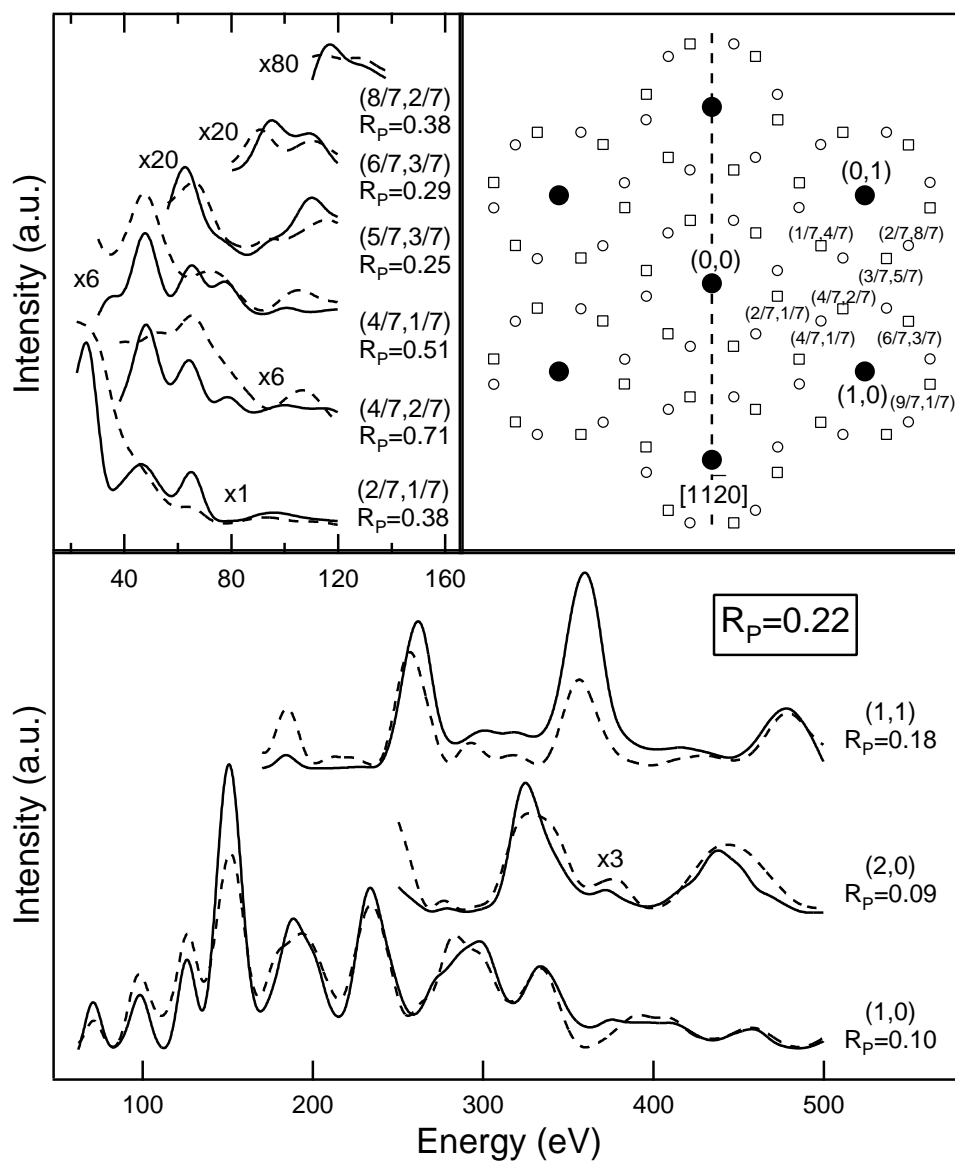 Intensity (a.u.)
x80
(8/7,2/7)
R_P=0.38
x20
(6/7,3/7)
R_P=0.29
x20
(5/7,3/7)
R_P=0.25
x6
(4/7,1/7)
R_P=0.51
x6
(4/7,2/7)
R_P=0.71
x1
(2/7,1/7)
R_P=0.38
40 80 120 160
(0,1)
(1/7,4/7) (2/7,8/7)
(0,0)
(3/7,5/7)
(4/7,2/7)
(2/7,1/7)
(4/7,1/7) (6/7,3/7)
(1,0) (9/7,1/7)
[112̅0]
Intensity (a.u.)
R_P=0.22
(1,1)
R_P=0.18
x3
(2,0)
R_P=0.09
(1,0)
R_P=0.10
100 200 300 400 500
Energy (eV)